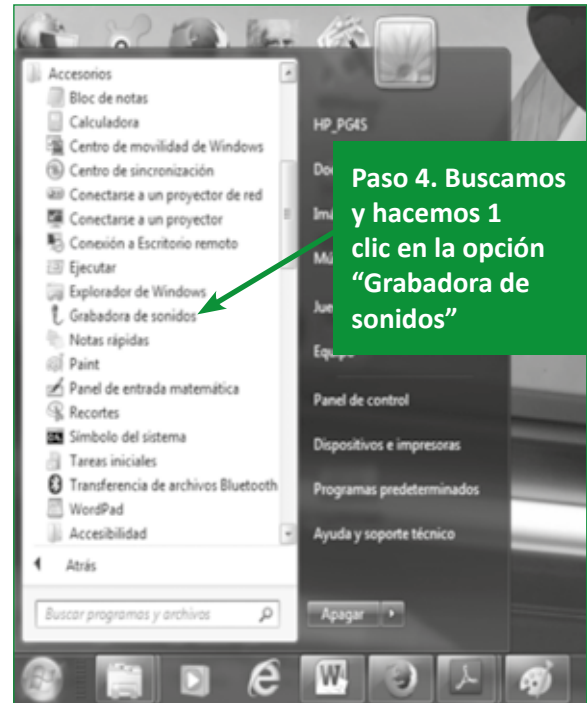 Accesorios
Bloc de notas
Calculadora
Centro de movilidad de Windows
Centro de sincronización
Conectarse a un proyector de red
Conectarse a un proyector
Conexión a Escritorio remoto
Ejecutar
Explorador de Windows
Grabadora de sonidos
Notas rápidas
Paint
Panel de entrada matemática
Recortes
Símbolo del sistema
Tareas iniciales
Transferencia de archivos Bluetooth
WordPad
Accesibilidad
Atrás
Buscar programas y archivos
HP_PG4S
Paso 4. Buscamos
y hacemos 1
clic en la opción
“Grabadora de
sonidos”
Panel de control
Dispositivos e impresoras
Programas predeterminados
Ayuda y soporte técnico
Apagar